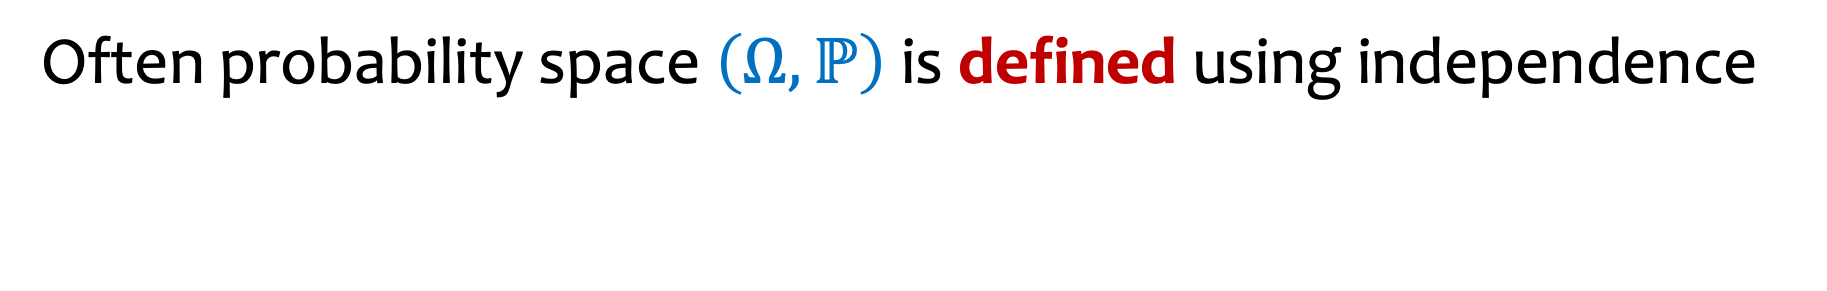 Often probability space (Ω, ℙ) is defined using independence